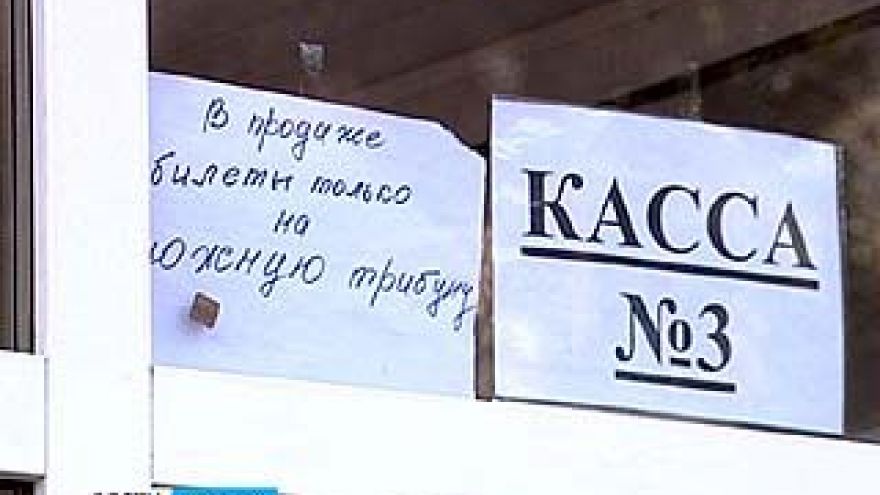 В продаже
билеты только
на
южную трибуну
КАССА
№3